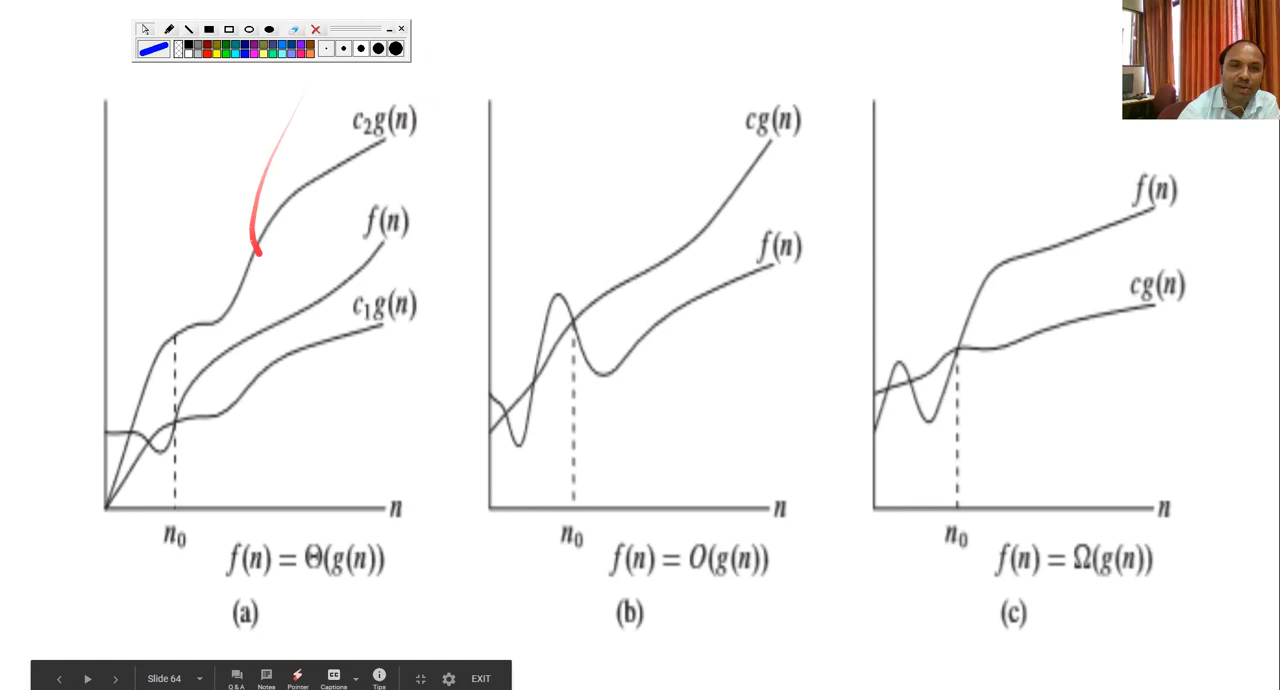 c₂g(n)
f(n)
c₁g(n)
n
n₀
f(n) = Θ(g(n))
(a)
cg(n)
f(n)
n
n₀
f(n) = O(g(n))
(b)
f(n)
cg(n)
n
n₀
f(n) = Ω(g(n))
(c)
Slide 64
Q & A
Notes
Pointer
Captions
Tips
EXIT